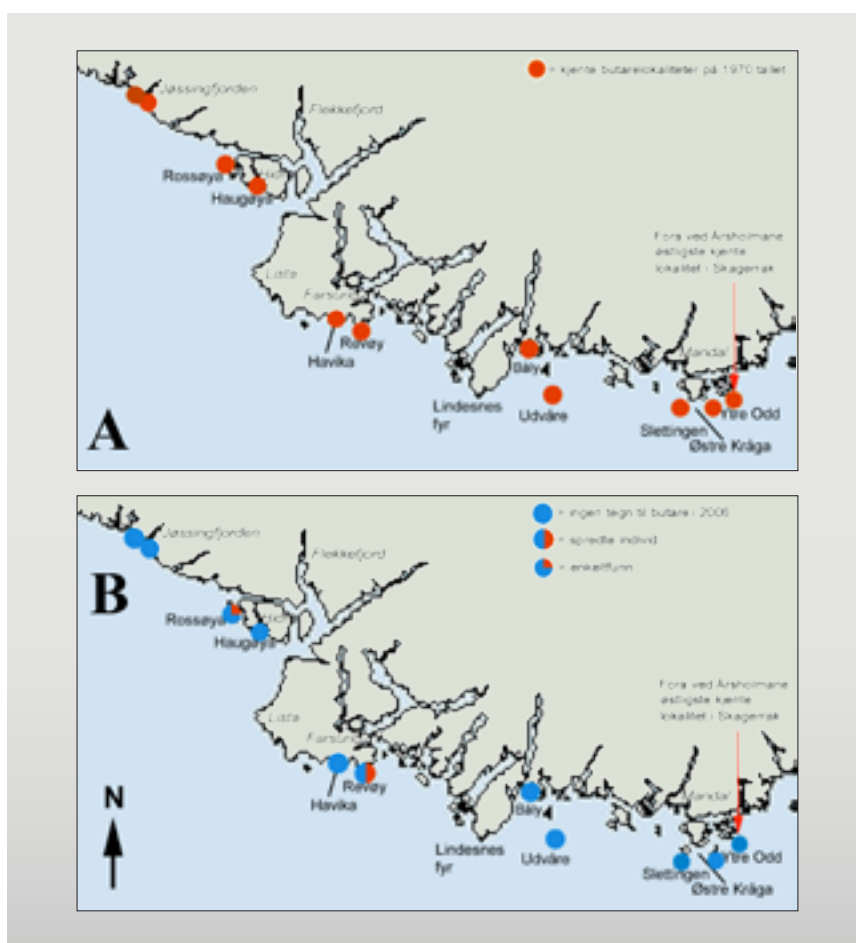 = kjente butarelokaliteter på 1970 tallet
Jøssingfjorden
Flekkefjord
Rossøya
Haugøya
Fora ved Årsholmane
østligste kjente
lokalitet i Skagerrak
Lista
Farsund
Revøy
Havika
Mandal
Båly
Lindesnes
fyr
Udvåre
Ytre Odd
Slettingen
Østre Kråga
A
= ingen tegn til butare i 2006
Jøssingfjorden
= spredte individ
Flekkefjord
= enkeltfunn
B
Rossøya
Haugøya
Fora ved Årsholmane
østligste kjente
lokalitet i Skagerrak
Lista
Farsund
Revøy
Havika
N
Mandal
Båly
Lindesnes
fyr
Udvåre
Ytre Odd
Slettingen
Østre Kråga